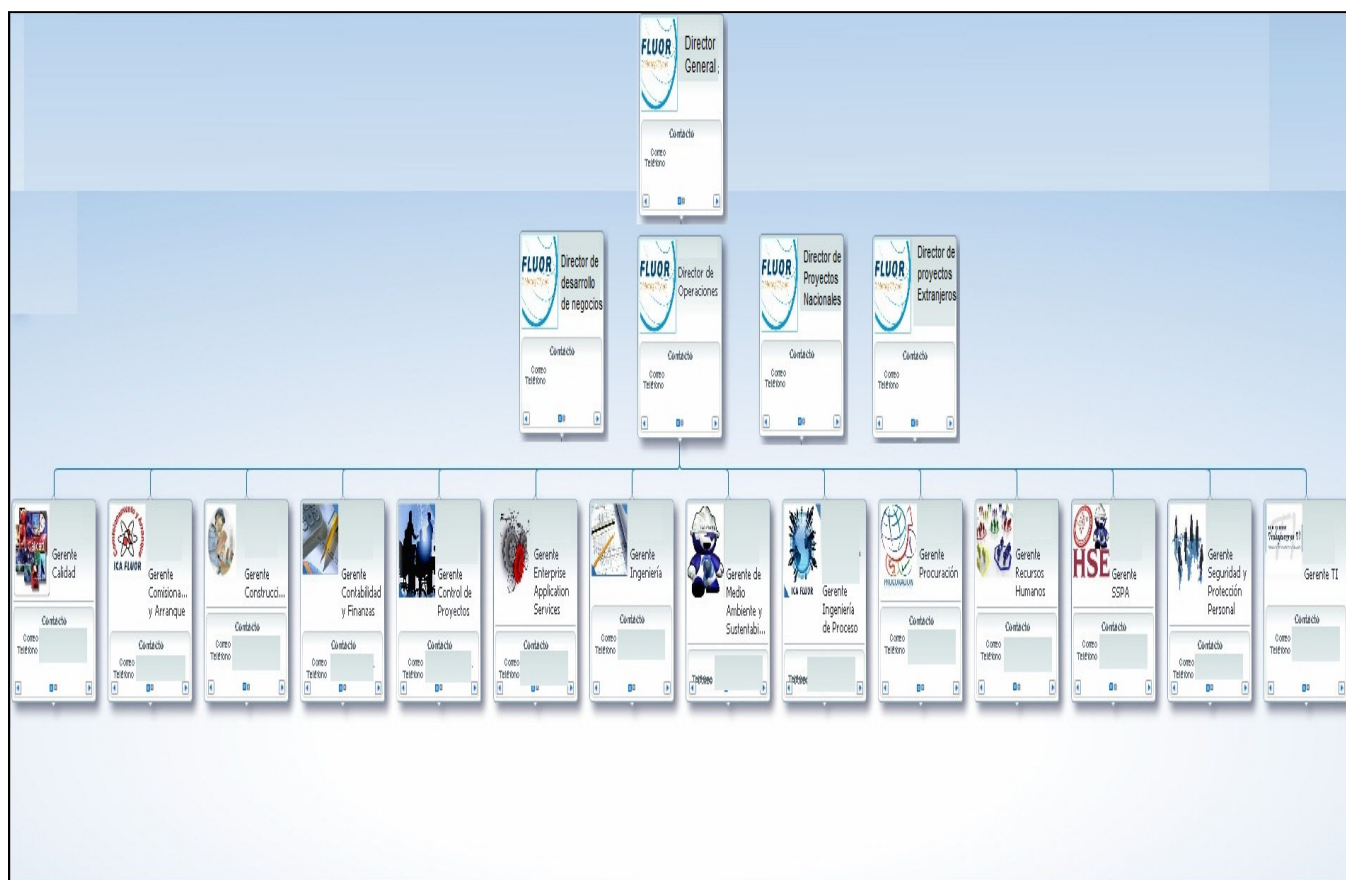 FLUOR
Director
General ;
Contacto
Correo
Teléfono
FLUOR
Director de
desarrollo
de negocios
Contacto
Correo
Teléfono
FLUOR
Director de
Operaciones
Contacto
Correo
Teléfono
FLUOR
Director de
Proyectos
Nacionales
Contacto
Correo
Teléfono
FLUOR
Director de
proyectos
Extranjeros
Contacto
Correo
Teléfono
Gerente
Calidad
Contacto
Correo
Teléfono
ICA FLUOR
Gerente
Comisiona...
y Arranque
Contacto
Correo
Teléfono
Gerente
Construcci...
Contacto
Correo
Teléfono
Gerente
Contabilidad
y Finanzas
Contacto
Correo
Teléfono
Gerente
Control de
Proyectos
Contacto
Correo
Teléfono
Gerente
Enterprise
Application
Services
Contacto
Correo
Teléfono
Gerente
Ingeniería
Contacto
Correo
Teléfono
Gerente de
Medio
Ambiente y
Sustentabi...
ICA FLUOR
Gerente
Ingeniería
de Proceso
PROCURACION
Gerente
Procuración
Contacto
Correo
Teléfono
Gerente
Recursos
Humanos
Contacto
Correo
Teléfono
HSE
Gerente
SSPA
Contacto
Correo
Teléfono
Gerente
Seguridad y
Protección
Personal
Contacto
Correo
Teléfono
Gerente TI
Contacto
Correo
Teléfono